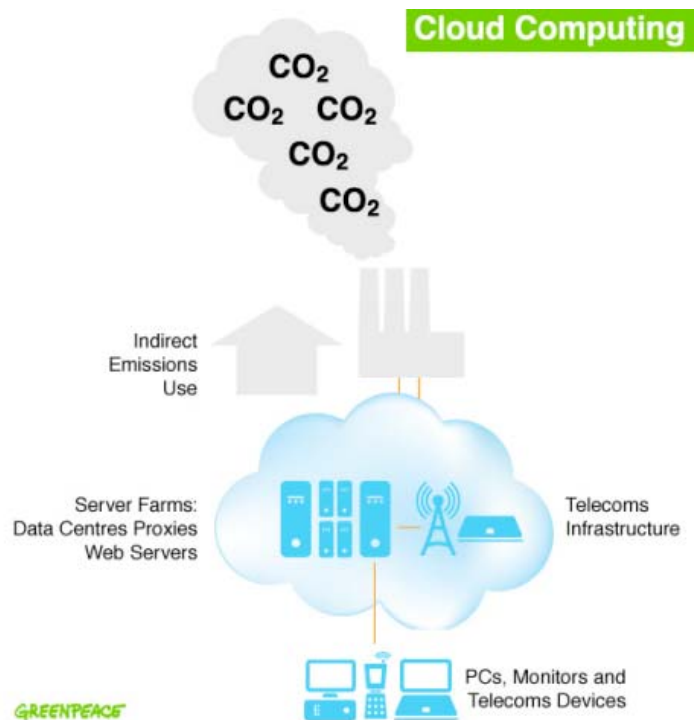 Cloud Computing
CO₂
CO₂ CO₂
CO₂
CO₂
Indirect
Emissions
Use
Server Farms:
Data Centres Proxies
Web Servers
Telecoms
Infrastructure
PCs, Monitors and
Telecoms Devices
GREENPEACE